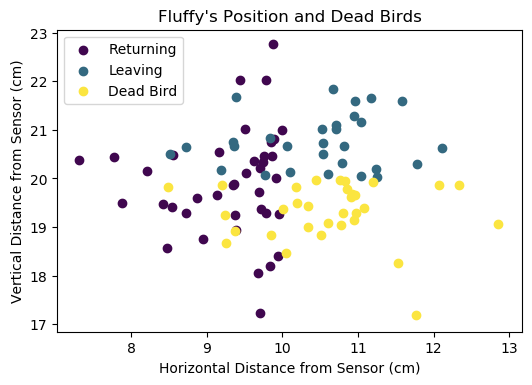 Fluffy's Position and Dead Birds
Returning
Leaving
Dead Bird
Vertical Distance from Sensor (cm)
23
22
21
20
19
18
17
8
9
10
11
12
13
Horizontal Distance from Sensor (cm)